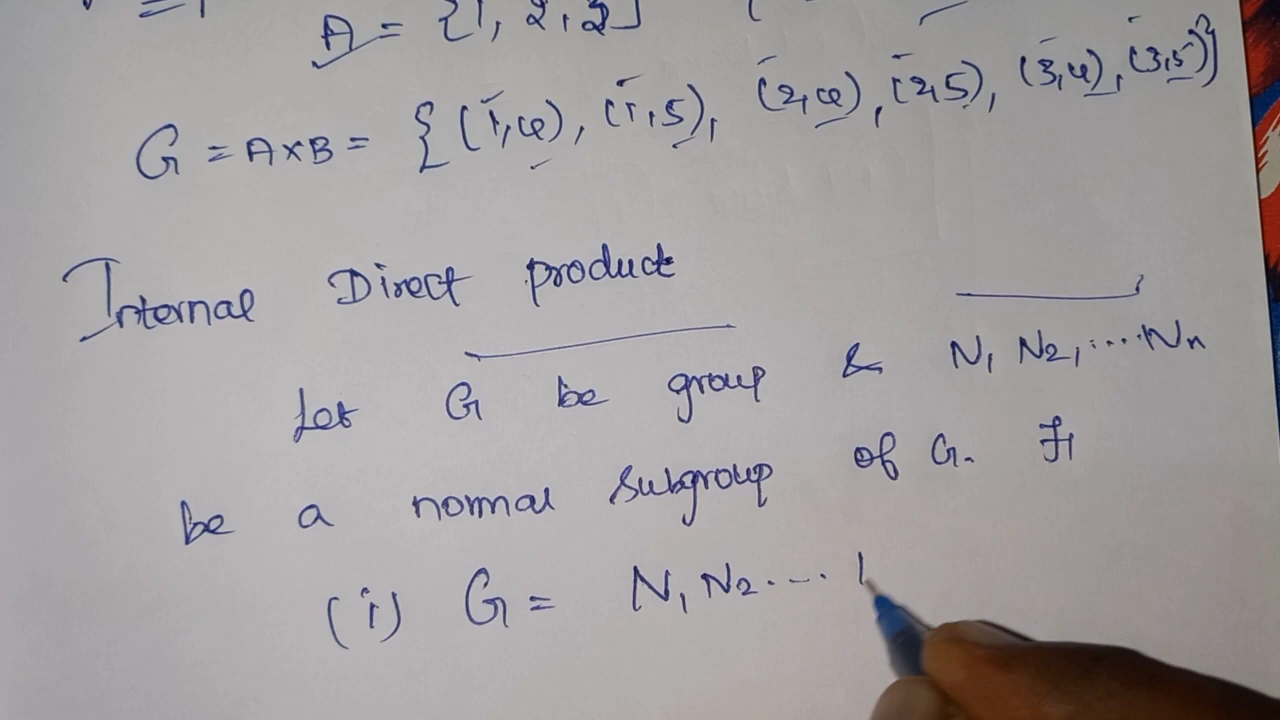 A = {1, 2, 2}
G = A×B = {(1,4), (1,5), (2,4), (2,5), (3,4), (3,5)}
Internal Direct product
Let G be group & N1 N2, .... Nn
be a normal subgroup of G. If
(i) G = N1 N2 ....